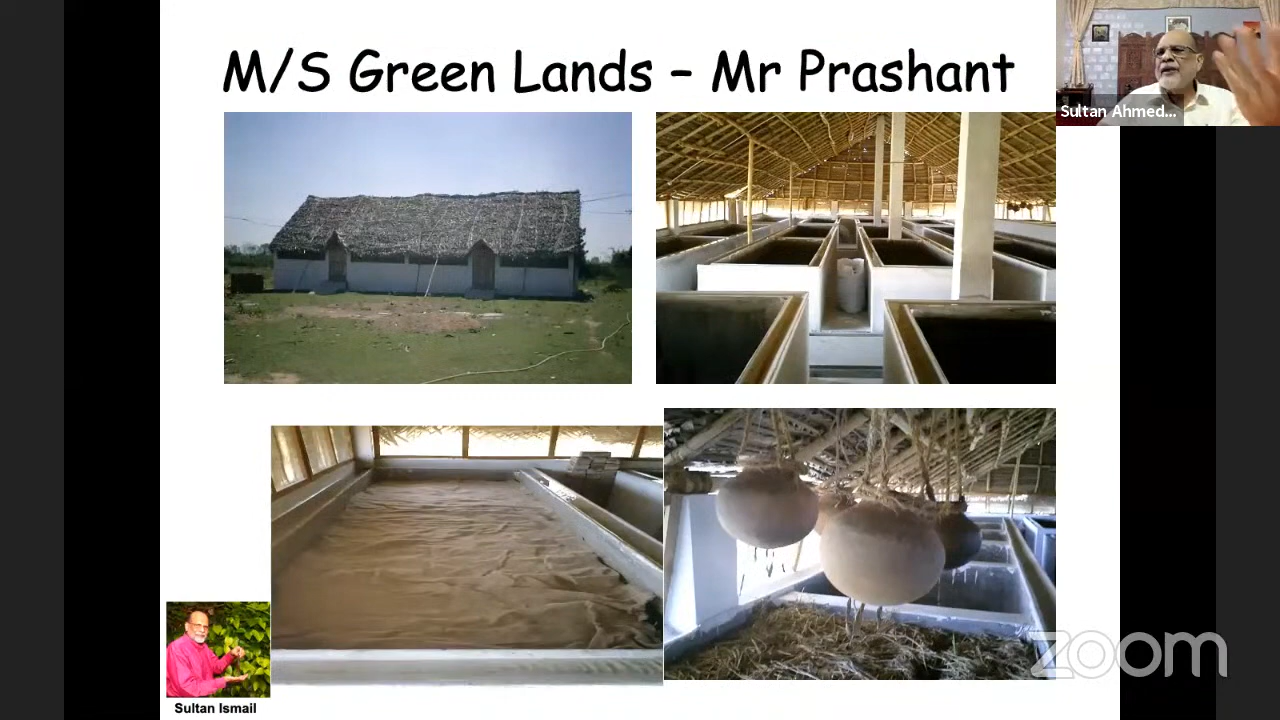 M/S Green Lands – Mr Prashant
Sultan Ahmed...
Sultan Ismail
zoom